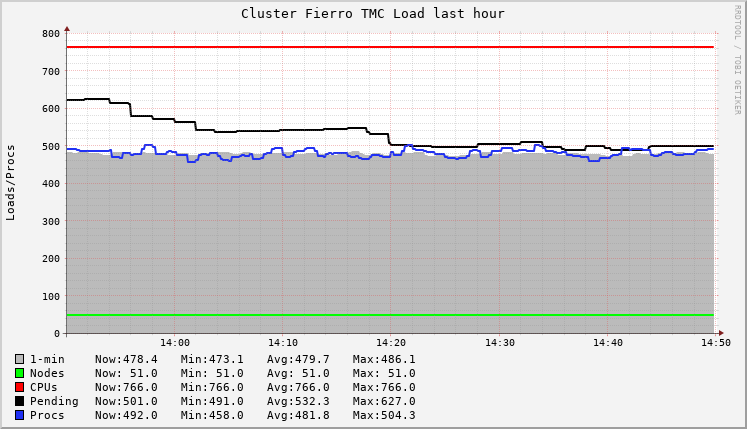 Cluster Fierro TMC Load last hour
RRDTOOL / TOBI OETIKER
Loads/Procs
800
700
600
500
400
300
200
100
0
14:00 14:10 14:20 14:30 14:40 14:50
1-min Now:478.4 Min:473.1 Avg:479.7 Max:486.1
Nodes Now: 51.0 Min: 51.0 Avg: 51.0 Max: 51.0
CPUs Now:766.0 Min:766.0 Avg:766.0 Max:766.0
Pending Now:501.0 Min:491.0 Avg:532.3 Max:627.0
Procs Now:492.0 Min:458.0 Avg:481.8 Max:504.3